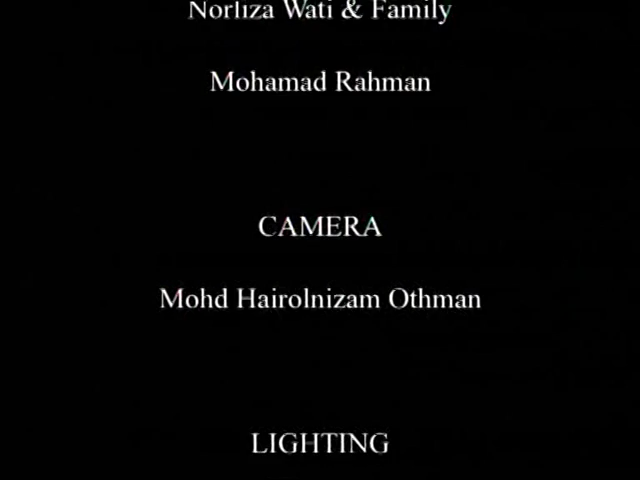 Norliza Wati & Family
Mohamad Rahman
CAMERA
Mohd Hairolnizam Othman
LIGHTING